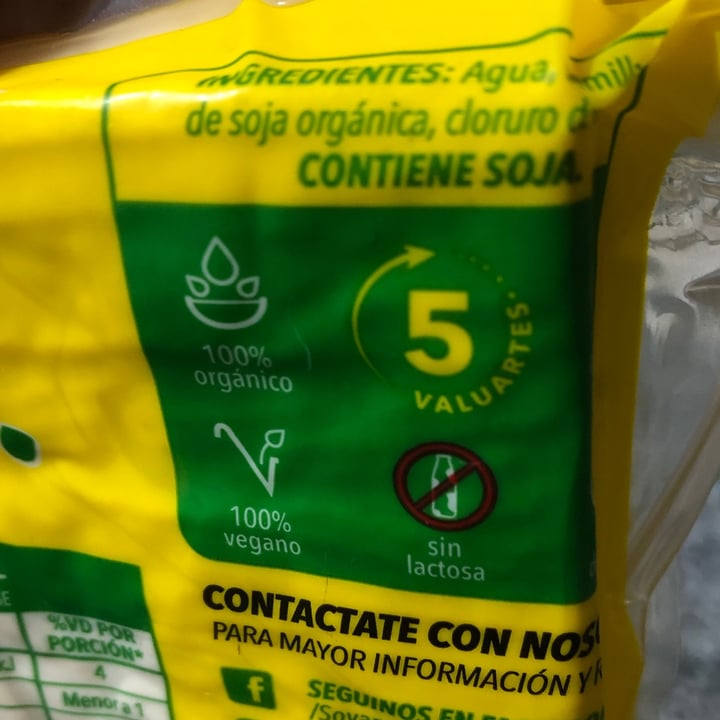 INGREDIENTES: Agua,
de soja orgánica, cloruro
CONTIENE SOJA.
100%
orgánico
5
VALUARTES*
100%
vegano
sin
lactosa
%VD POR
PORCIÓN*
4
Menor a 1
CONTACTATE CON
PARA MAYOR INFORMACIÓN Y
f
SEGUINOS EN